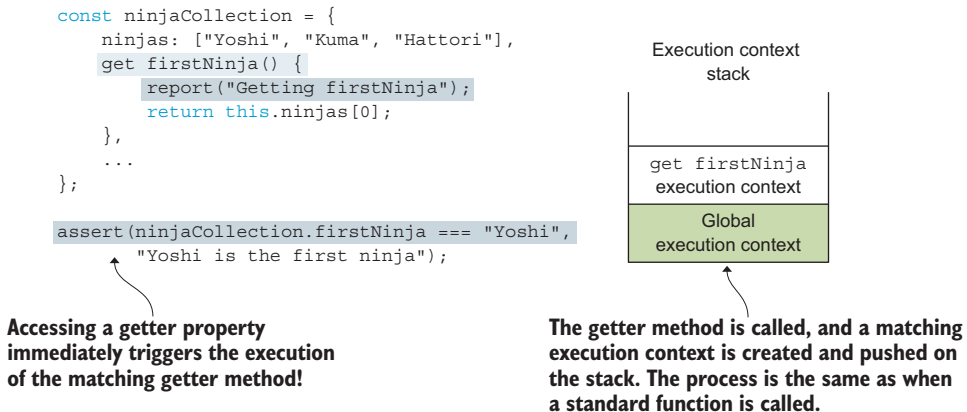 const ninjaCollection = {
    ninjas: ["Yoshi", "Kuma", "Hattori"],
    get firstNinja() {
        report("Getting firstNinja");
        return this.ninjas[0];
    },
    ...
};
assert(ninjaCollection.firstNinja === "Yoshi",
       "Yoshi is the first ninja");
Accessing a getter property
immediately triggers the execution
of the matching getter method!
Execution context
stack
get firstNinja
execution context
Global
execution context
The getter method is called, and a matching
execution context is created and pushed on
the stack. The process is the same as when
a standard function is called.